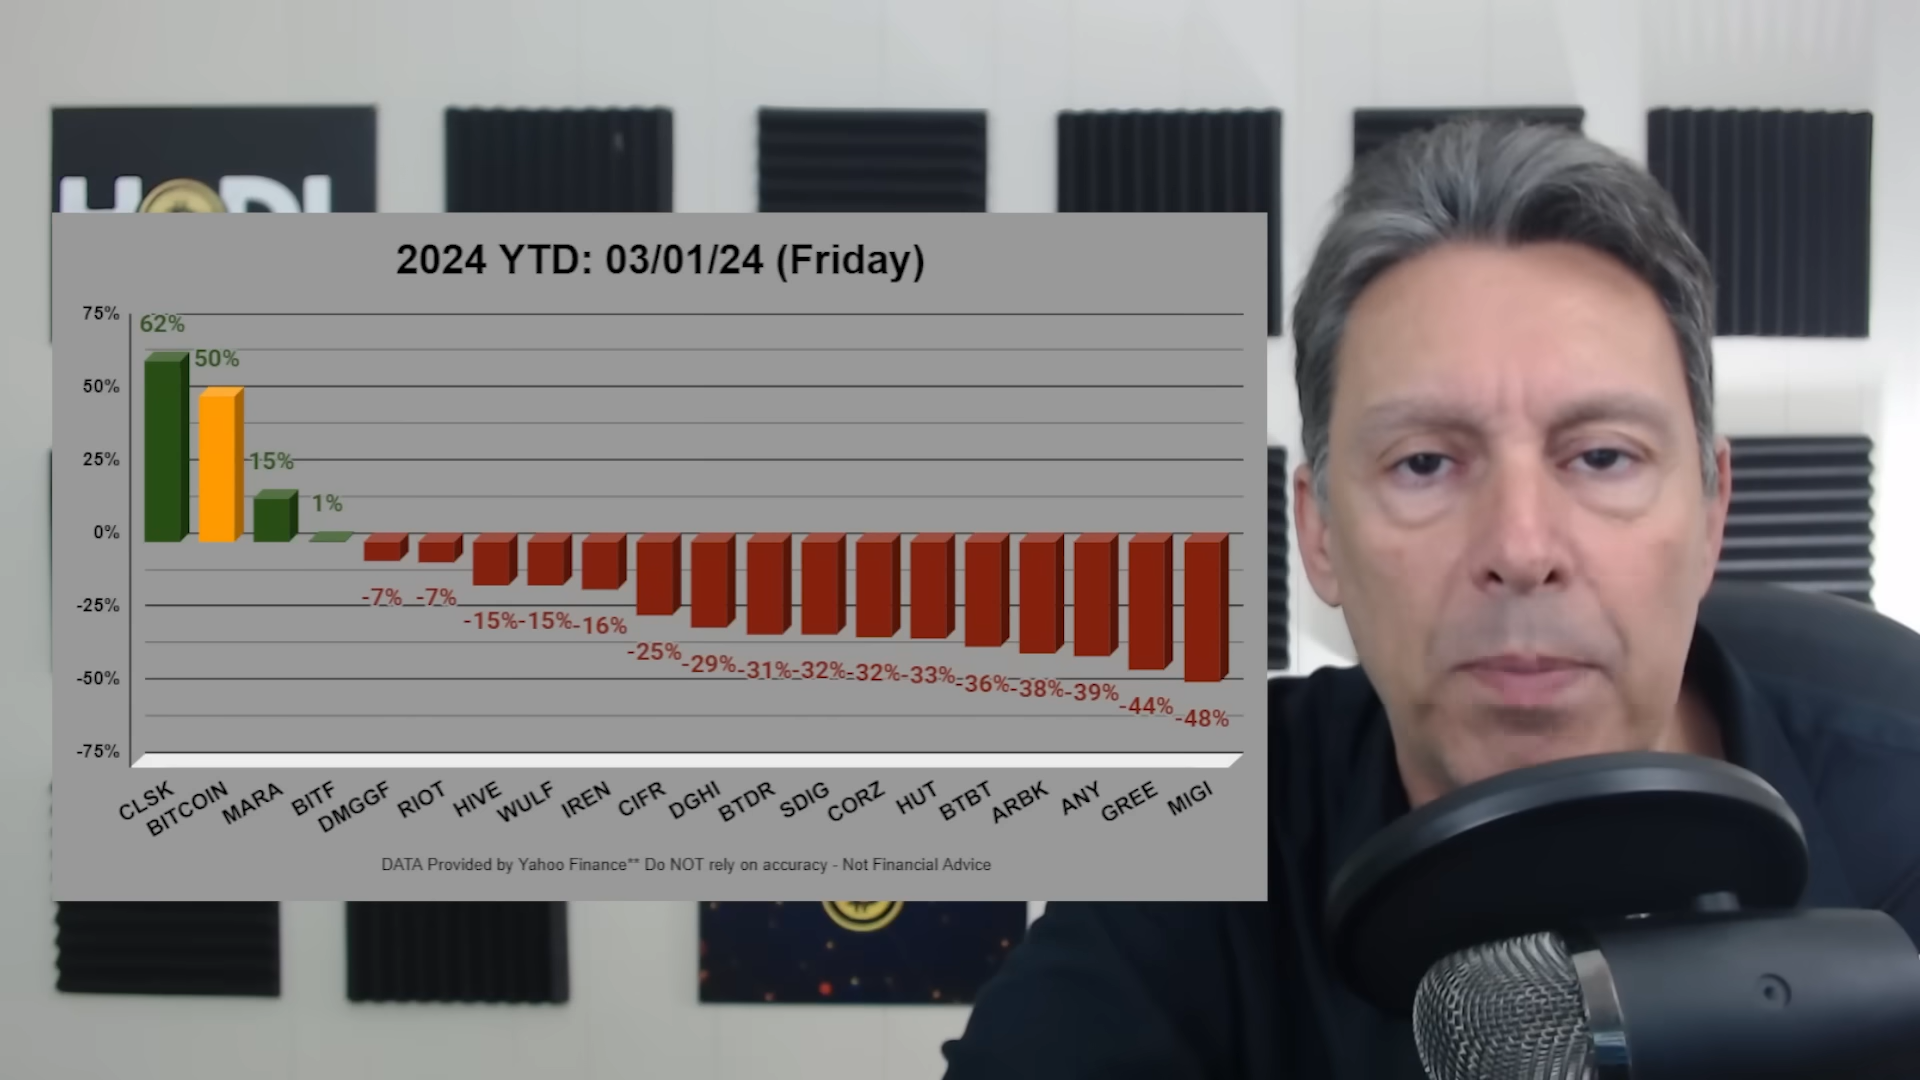 HODL
2024 YTD: 03/01/24 (Friday)
75%
50%
25%
0%
-25%
-50%
-75%
62%
50%
15%
1%
-7%
-7%
-15%
-15%
-16%
-25%
-29%
-31%
-32%
-32%
-33%
-36%
-38%
-39%
-44%
-48%
CLSK
BITCOIN
MARA
BITF
DMGGF
RIOT
HIVE
WULF
IREN
CIFR
DGHI
BTDR
SDIG
CORZ
HUT
BTBT
ARBK
ANY
GREE
MIGI
DATA Provided by Yahoo Finance** Do NOT rely on accuracy - Not Financial Advice